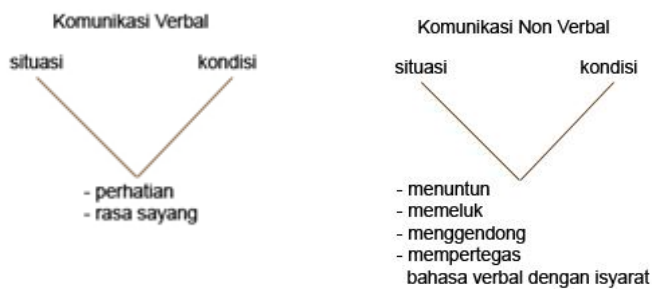 Komunikasi Verbal
situasi kondisi
- perhatian
- rasa sayang
Komunikasi Non Verbal
situasi kondisi
- menuntun
- memeluk
- menggendong
- mempertegas
bahasa verbal dengan isyarat